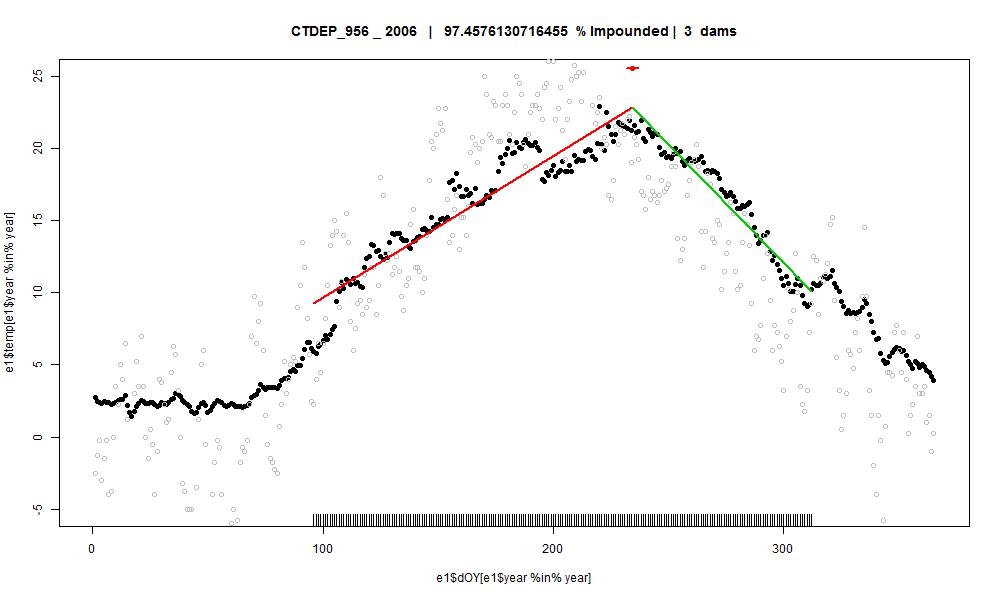 CTDEP_956 _ 2006 | 97.4576130716455 % Impounded | 3 dams
e1$temp[e1$year %in% year]
25
20
15
10
5
0
-5
0 100 200 300
e1$dOY[e1$year %in% year]